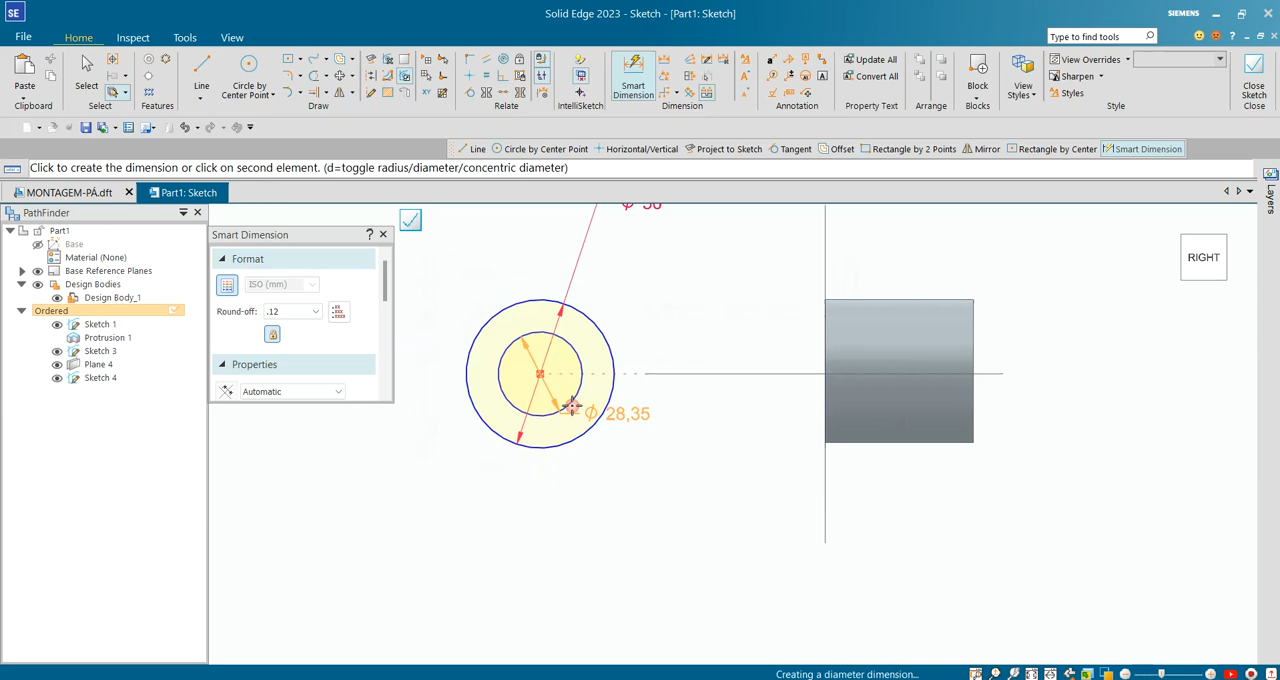 SE
Solid Edge 2023 - Sketch - [Part1: Sketch]
SIEMENS
File
Home
Inspect
Tools
View
Type to find tools
Paste
Clipboard
Select
Select
Features
Line
Circle by
Center Point
Draw
Relate
IntelliSketch
Smart
Dimension
Dimension
Annotation
Update All
Convert All
Property Text
Arrange
Block
Blocks
View
Styles
View Overrides
Sharpen
Styles
Style
Close
Sketch
Close
Line
Circle by Center Point
Horizontal/Vertical
Project to Sketch
Tangent
Offset
Rectangle by 2 Points
Mirror
Rectangle by Center
Smart Dimension
Click to create the dimension or click on second element. (d=toggle radius/diameter/concentric diameter)
MONTAGEM-PÁ.dft
Part1: Sketch
PathFinder
Part1
Base
Material (None)
Base Reference Planes
Design Bodies
Design Body_1
Ordered
Sketch 1
Protrusion 1
Sketch 3
Plane 4
Sketch 4
Smart Dimension
?
Format
ISO (mm)
Round-off:
.12
Properties
Automatic
Ø 28,35
RIGHT
Layers
Creating a diameter dimension...